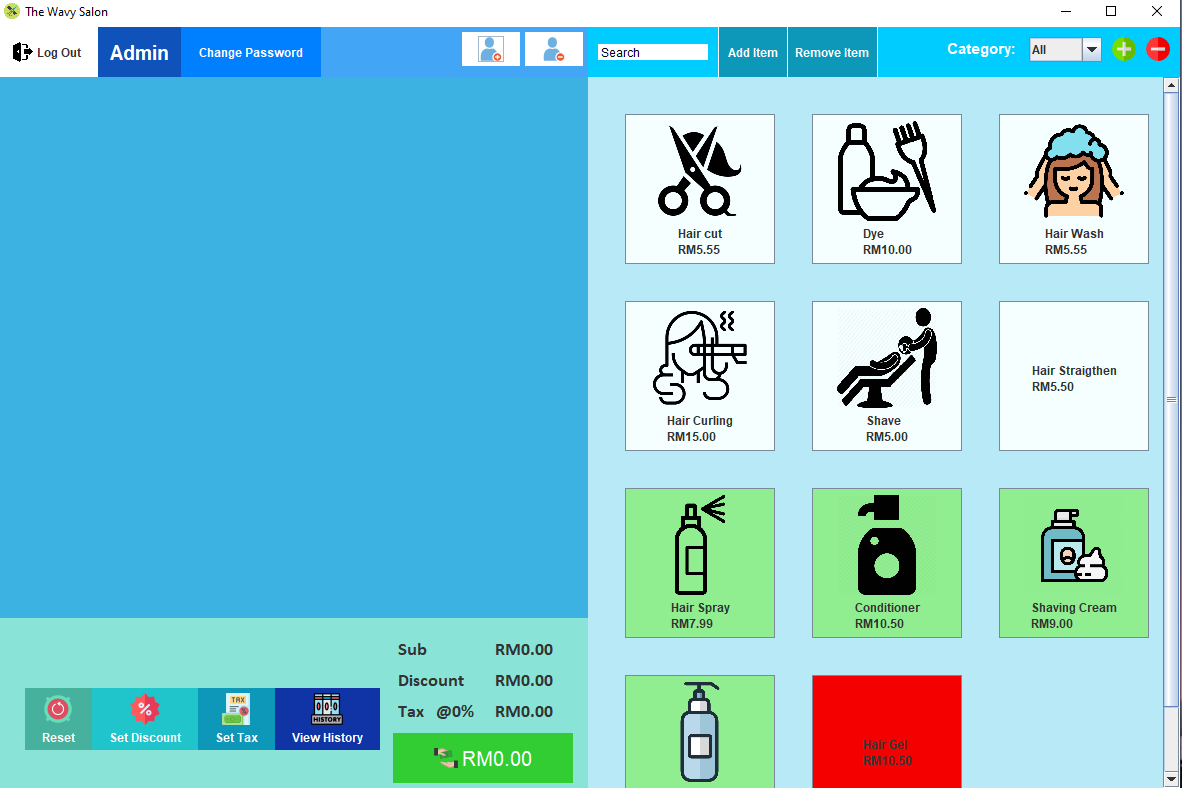 The Wavy Salon
Log Out
Admin
Change Password
Search
Add Item
Remove Item
Category:
All
Hair cut
RM5.55
Dye
RM10.00
Hair Wash
RM5.55
Hair Curling
RM15.00
Shave
RM5.00
Hair Straigthen
RM5.50
Hair Spray
RM7.99
Conditioner
RM10.50
Shaving Cream
RM9.00
Hair Gel
RM10.50
Sub RM0.00
Discount RM0.00
Tax @0% RM0.00
RM0.00
Reset
%
Set Discount
TAX
Set Tax
HISTORY
View History